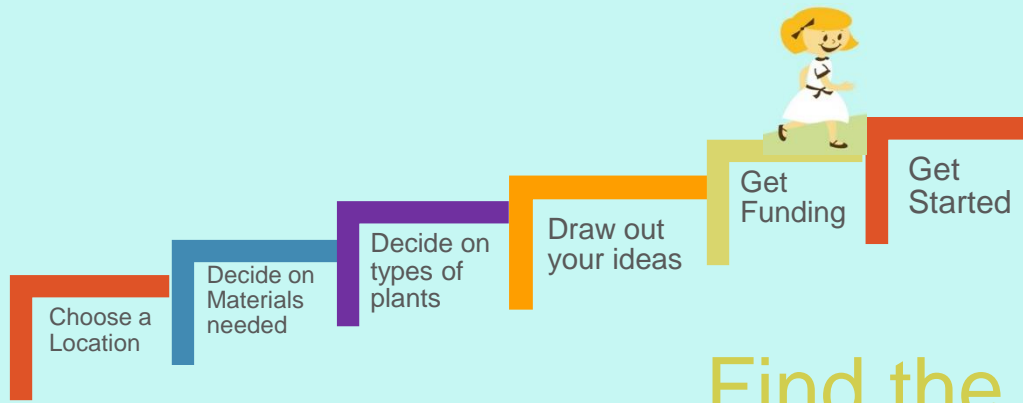 Choose a
Location
Decide on
Materials
needed
Decide on
types of
plants
Draw out
your ideas
Get
Funding
Get
Started
Find the